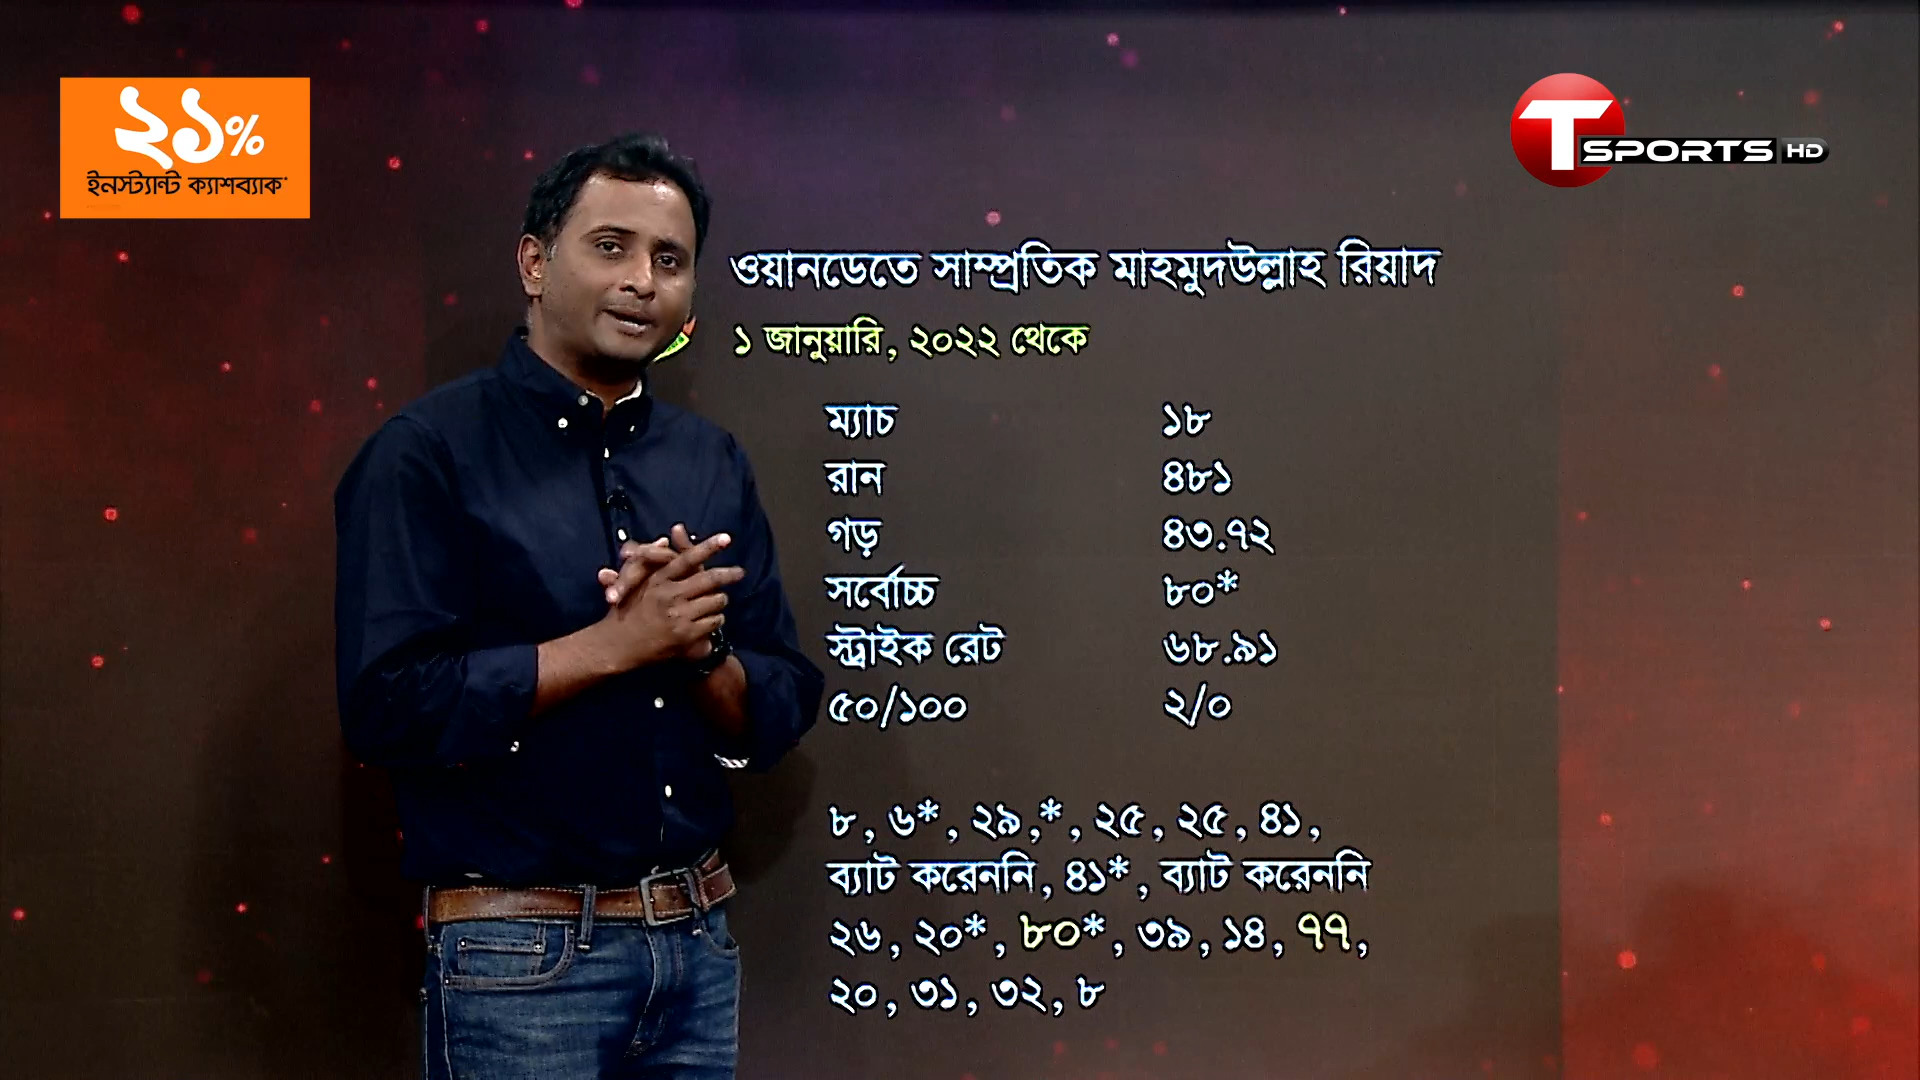 ২১%
ইনস্ট্যান্ট ক্যাশব্যাক*
T SPORTS HD
ওয়ানডেতে সাম্প্রতিক মাহমুদউল্লাহ রিয়াদ
১ জানুয়ারি, ২০২২ থেকে
ম্যাচ ১৮
রান ৪৮১
গড় ৪৩.৭২
সর্বোচ্চ ৮০*
স্ট্রাইক রেট ৬৮.৯১
৫০/১০০ ২/০
৮, ৬*, ২৯,*, ২৫, ২৫, ৪১,
ব্যাট করেননি, ৪১*, ব্যাট করেননি
২৬, ২০*, ৮০*, ৩৯, ১৪, ৭৭,
২০, ৩১, ৩২, ৮